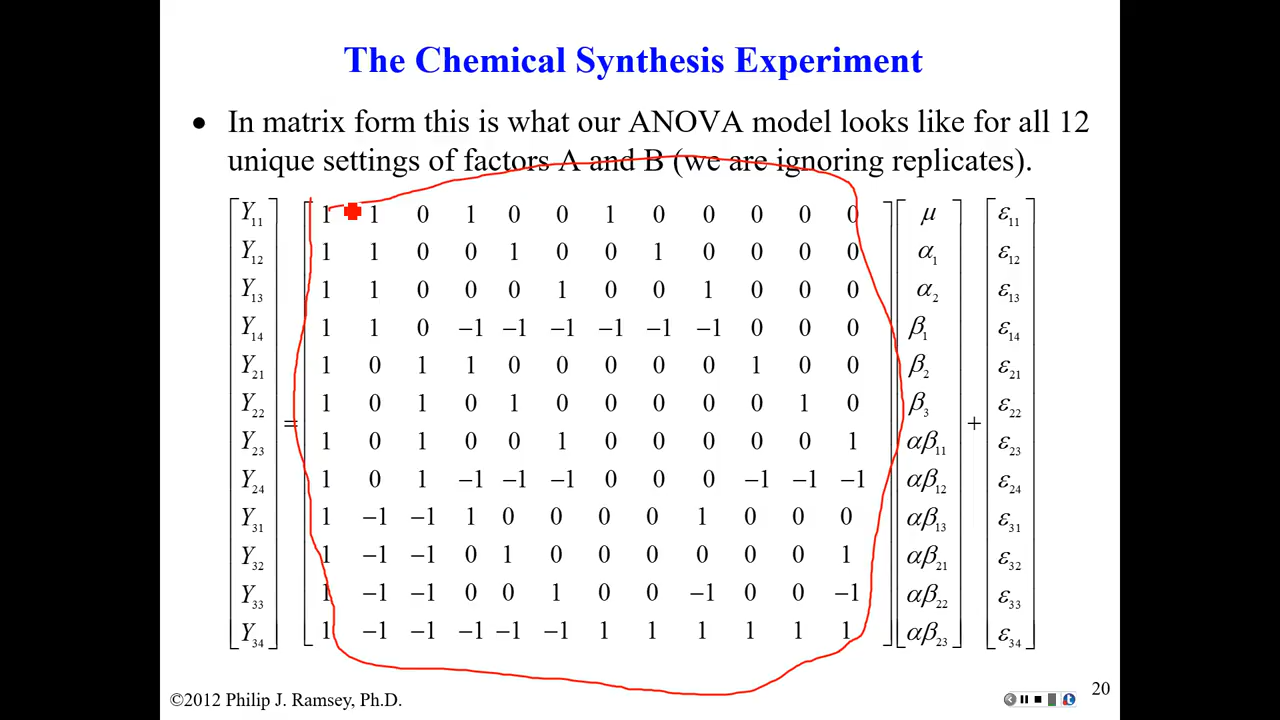 The Chemical Synthesis Experiment
• In matrix form this is what our ANOVA model looks like for all 12
unique settings of factors A and B (we are ignoring replicates).
Y11 1 1 0 1 0 0 1 0 0 0 0 0 μ ε11
Y12 1 1 0 0 1 0 0 1 0 0 0 0 α1 ε12
Y13 1 1 0 0 0 1 0 0 1 0 0 0 α2 ε13
Y14 1 1 0 −1 −1 −1 −1 −1 −1 0 0 0 β1 ε14
Y21 1 0 1 1 0 0 0 0 0 1 0 0 β2 ε21
Y22 1 0 1 0 1 0 0 0 0 0 1 0 β3 ε22
Y23 = 1 0 1 0 0 1 0 0 0 0 0 1 αβ11 + ε23
Y24 1 0 1 −1 −1 −1 0 0 0 −1 −1 −1 αβ12 ε24
Y31 1 −1 −1 1 0 0 0 0 1 0 0 0 αβ13 ε31
Y32 1 −1 −1 0 1 0 0 0 0 0 0 1 αβ21 ε32
Y33 1 −1 −1 0 0 1 0 0 −1 0 0 −1 αβ22 ε33
Y34 1 −1 −1 −1 −1 −1 1 1 1 1 1 1 αβ23 ε34
©2012 Philip J. Ramsey, Ph.D.
20